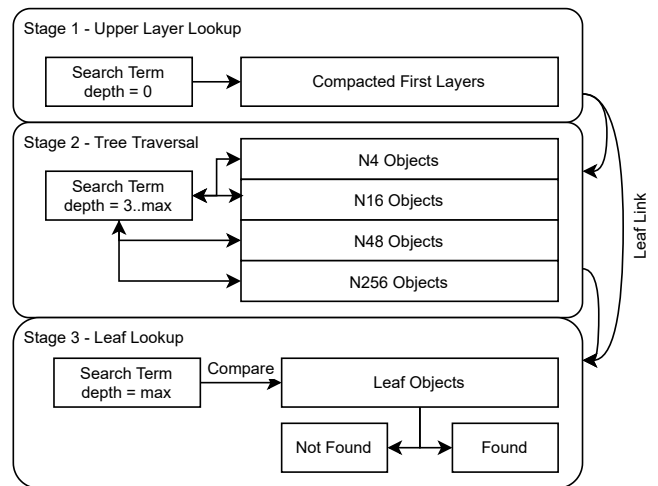 Stage 1 - Upper Layer Lookup
Search Term
depth = 0
Compacted First Layers
Stage 2 - Tree Traversal
Search Term
depth = 3..max
N4 Objects
N16 Objects
N48 Objects
N256 Objects
Leaf Link
Stage 3 - Leaf Lookup
Search Term
depth = max
Compare
Leaf Objects
Not Found
Found